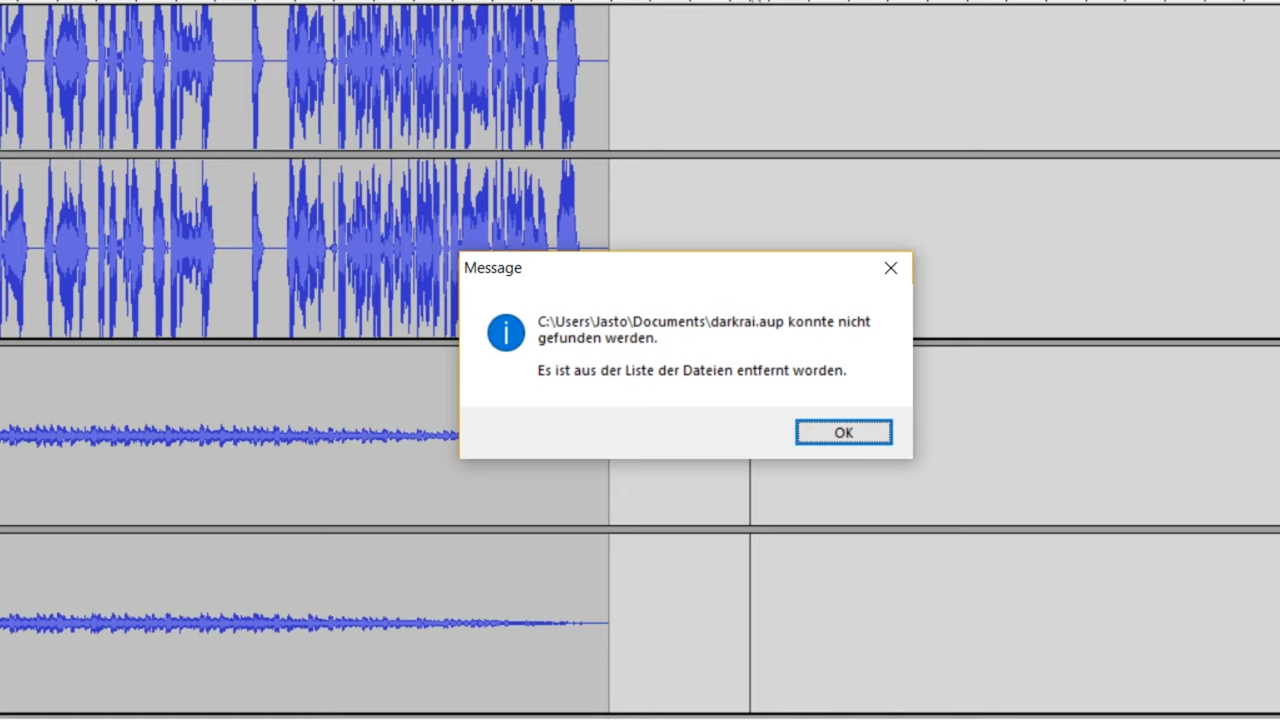 Message
C:\Users\Jasto\Documents\darkrai.aup konnte nicht
gefunden werden.
Es ist aus der Liste der Dateien entfernt worden.
OK